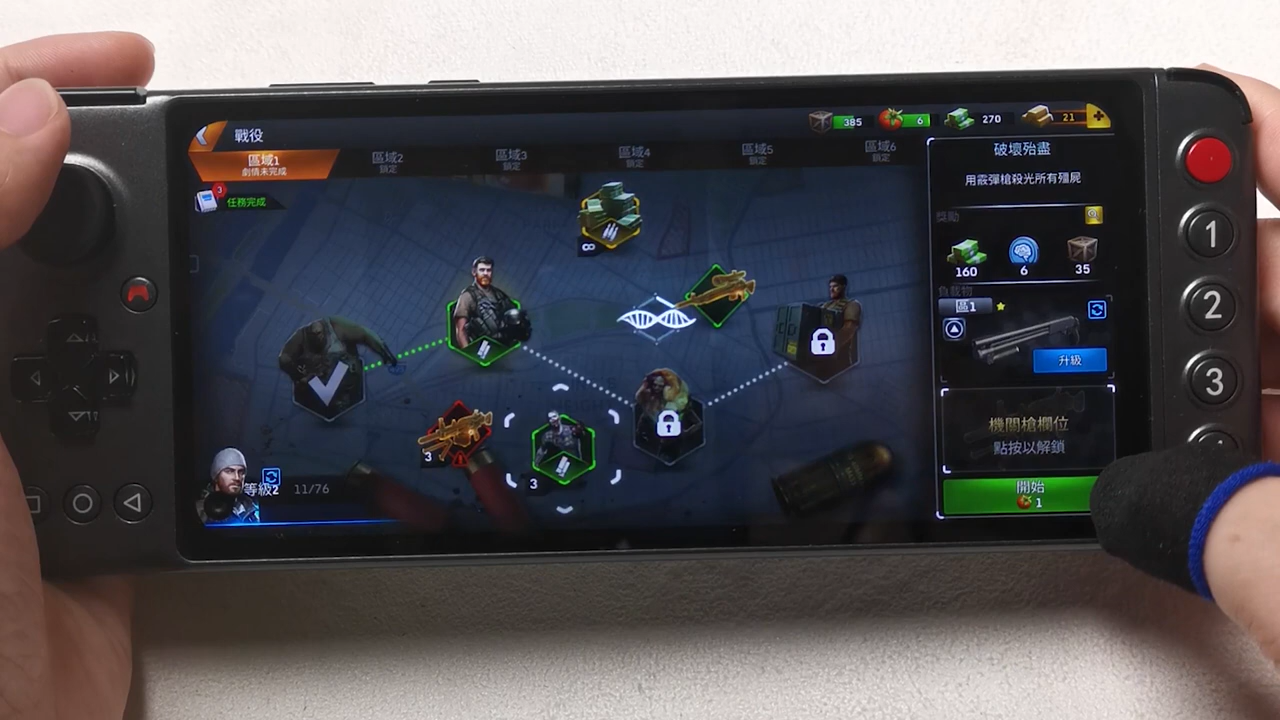 戰役
385
6
270
21
區域1
劇情未完成
區域2
鎖定
區域3
鎖定
區域4
鎖定
區域5
鎖定
區域6
鎖定
3
任務完成
∞
3
3
等級2
11/76
破壞殆盡
用霰彈槍殺光所有殭屍
獎勵
160
6
35
負載物
區1
升級
機關槍欄位
點按以解鎖
開始
1
1
2
3